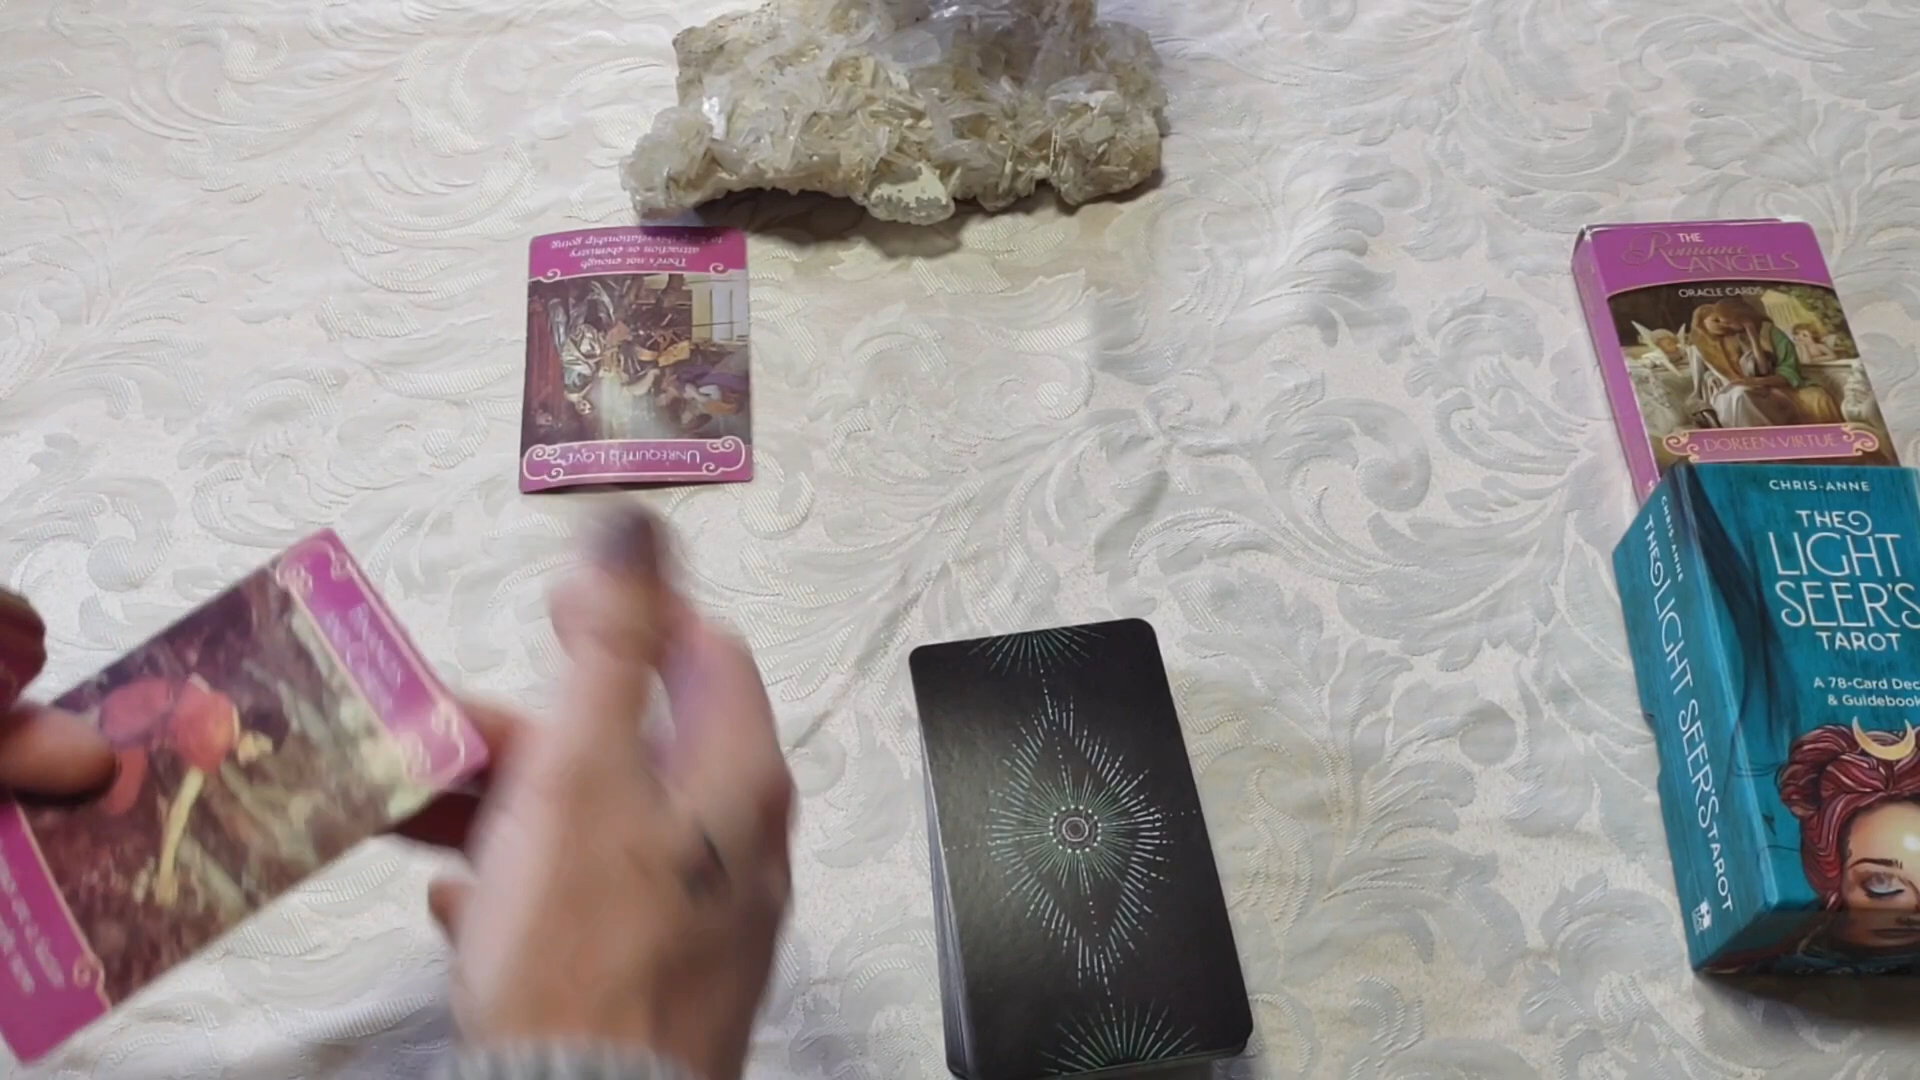 There's not enough
attraction or chemistry
to keep this relationship going
UNREQUITED LOVE
THE
Romance
ANGELS
ORACLE CARDS
DOREEN VIRTUE
CHRIS-ANNE
THE
LIGHT
SEER'S
TAROT
A 78-Card Dec
& Guidebook
CHRIS-ANNE
THE LIGHT SEER'S TAROT